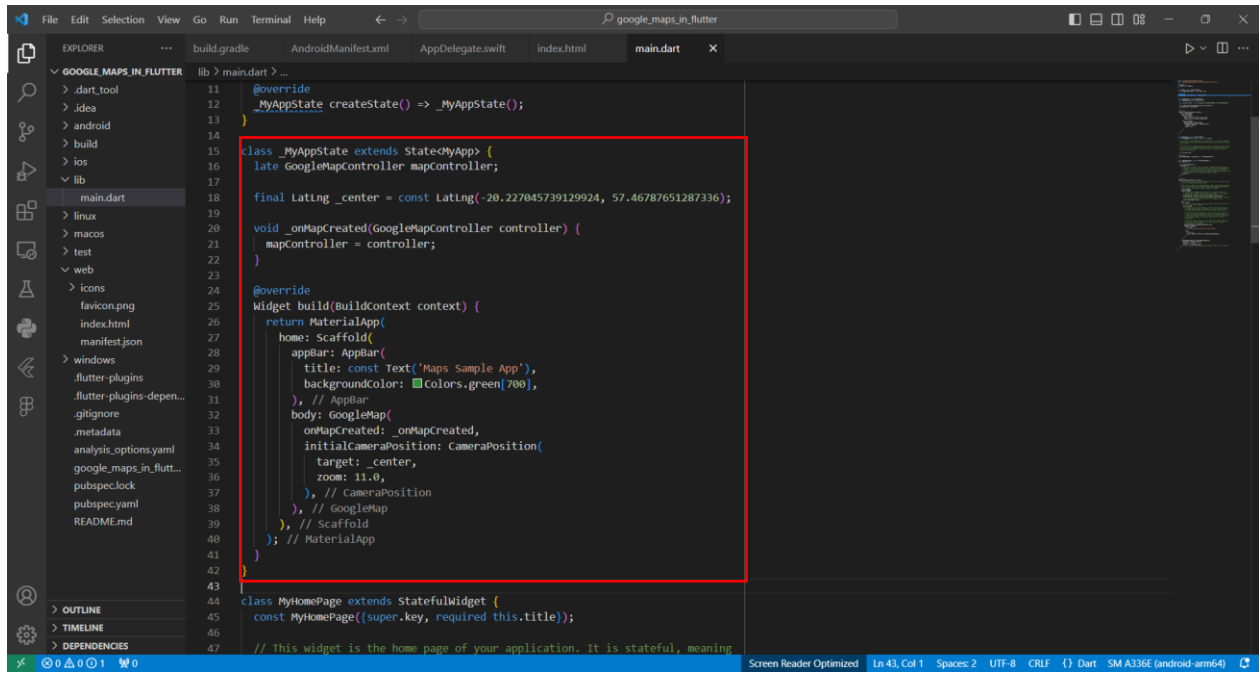 File Edit Selection View Go Run Terminal Help
google_maps_in_flutter
EXPLORER
GOOGLE_MAPS_IN_FLUTTER
.dart_tool
.idea
android
build
ios
lib
main.dart
linux
macos
test
web
icons
favicon.png
index.html
manifest.json
windows
.flutter-plugins
.flutter-plugins-depen...
.gitignore
.metadata
analysis_options.yaml
google_maps_in_flutt...
pubspec.lock
pubspec.yaml
README.md
OUTLINE
TIMELINE
DEPENDENCIES
build.gradle AndroidManifest.xml AppDelegate.swift index.html main.dart
lib > main.dart > ...
11 @override
12 _MyAppState createState() => _MyAppState();
13 }
14
15 class _MyAppState extends State<MyApp> {
16 late GoogleMapController mapController;
17
18 final LatLng _center = const LatLng(-20.227045739129924, 57.46787651287336);
19
20 void _onMapCreated(GoogleMapController controller) {
21 mapController = controller;
22 }
23
24 @override
25 Widget build(BuildContext context) {
26 return MaterialApp(
27 home: Scaffold(
28 appBar: AppBar(
29 title: const Text('Maps Sample App'),
30 backgroundColor: Colors.green[700],
31 ), // AppBar
32 body: GoogleMap(
33 onMapCreated: _onMapCreated,
34 initialCameraPosition: CameraPosition(
35 target: _center,
36 zoom: 11.0,
37 ), // CameraPosition
38 ), // GoogleMap
39 ), // Scaffold
40 ); // MaterialApp
41 }
42 }
43
44 class MyHomePage extends StatefulWidget {
45 const MyHomePage({super.key, required this.title});
46
47 // This widget is the home page of your application. It is stateful, meaning
0 0 1 0 Screen Reader Optimized Ln 43, Col 1 Spaces: 2 UTF-8 CRLF {} Dart SM A336E (android-arm64)